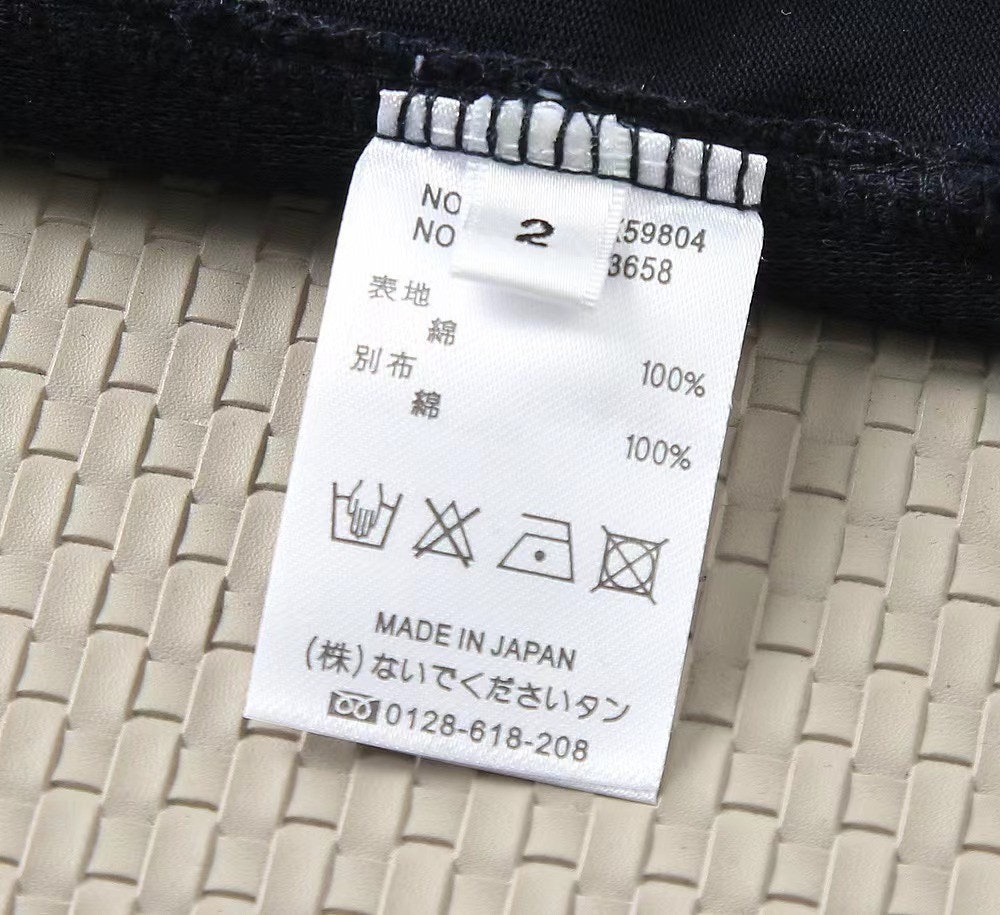 2
NO
59804
NO
3658
表地
綿 100%
別布
綿 100%
MADE IN JAPAN
(株)ないでくださいタン
0128-618-208